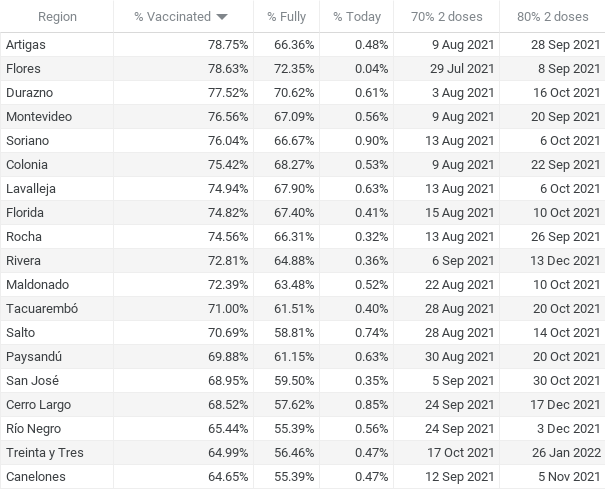 Region % Vaccinated % Fully % Today 70% 2 doses 80% 2 doses
Artigas 78.75% 66.36% 0.48% 9 Aug 2021 28 Sep 2021
Flores 78.63% 72.35% 0.04% 29 Jul 2021 8 Sep 2021
Durazno 77.52% 70.62% 0.61% 3 Aug 2021 16 Oct 2021
Montevideo 76.56% 67.09% 0.56% 9 Aug 2021 20 Sep 2021
Soriano 76.04% 66.67% 0.90% 13 Aug 2021 6 Oct 2021
Colonia 75.42% 68.27% 0.53% 9 Aug 2021 22 Sep 2021
Lavalleja 74.94% 67.90% 0.63% 13 Aug 2021 6 Oct 2021
Florida 74.82% 67.40% 0.41% 15 Aug 2021 10 Oct 2021
Rocha 74.56% 66.31% 0.32% 13 Aug 2021 26 Sep 2021
Rivera 72.81% 64.88% 0.36% 6 Sep 2021 13 Dec 2021
Maldonado 72.39% 63.48% 0.52% 22 Aug 2021 10 Oct 2021
Tacuarembó 71.00% 61.51% 0.40% 28 Aug 2021 20 Oct 2021
Salto 70.69% 58.81% 0.74% 28 Aug 2021 14 Oct 2021
Paysandú 69.88% 61.15% 0.63% 30 Aug 2021 20 Oct 2021
San José 68.95% 59.50% 0.35% 5 Sep 2021 30 Oct 2021
Cerro Largo 68.52% 57.62% 0.85% 24 Sep 2021 17 Dec 2021
Río Negro 65.44% 55.39% 0.56% 24 Sep 2021 3 Dec 2021
Treinta y Tres 64.99% 56.46% 0.47% 17 Oct 2021 26 Jan 2022
Canelones 64.65% 55.39% 0.47% 12 Sep 2021 5 Nov 2021